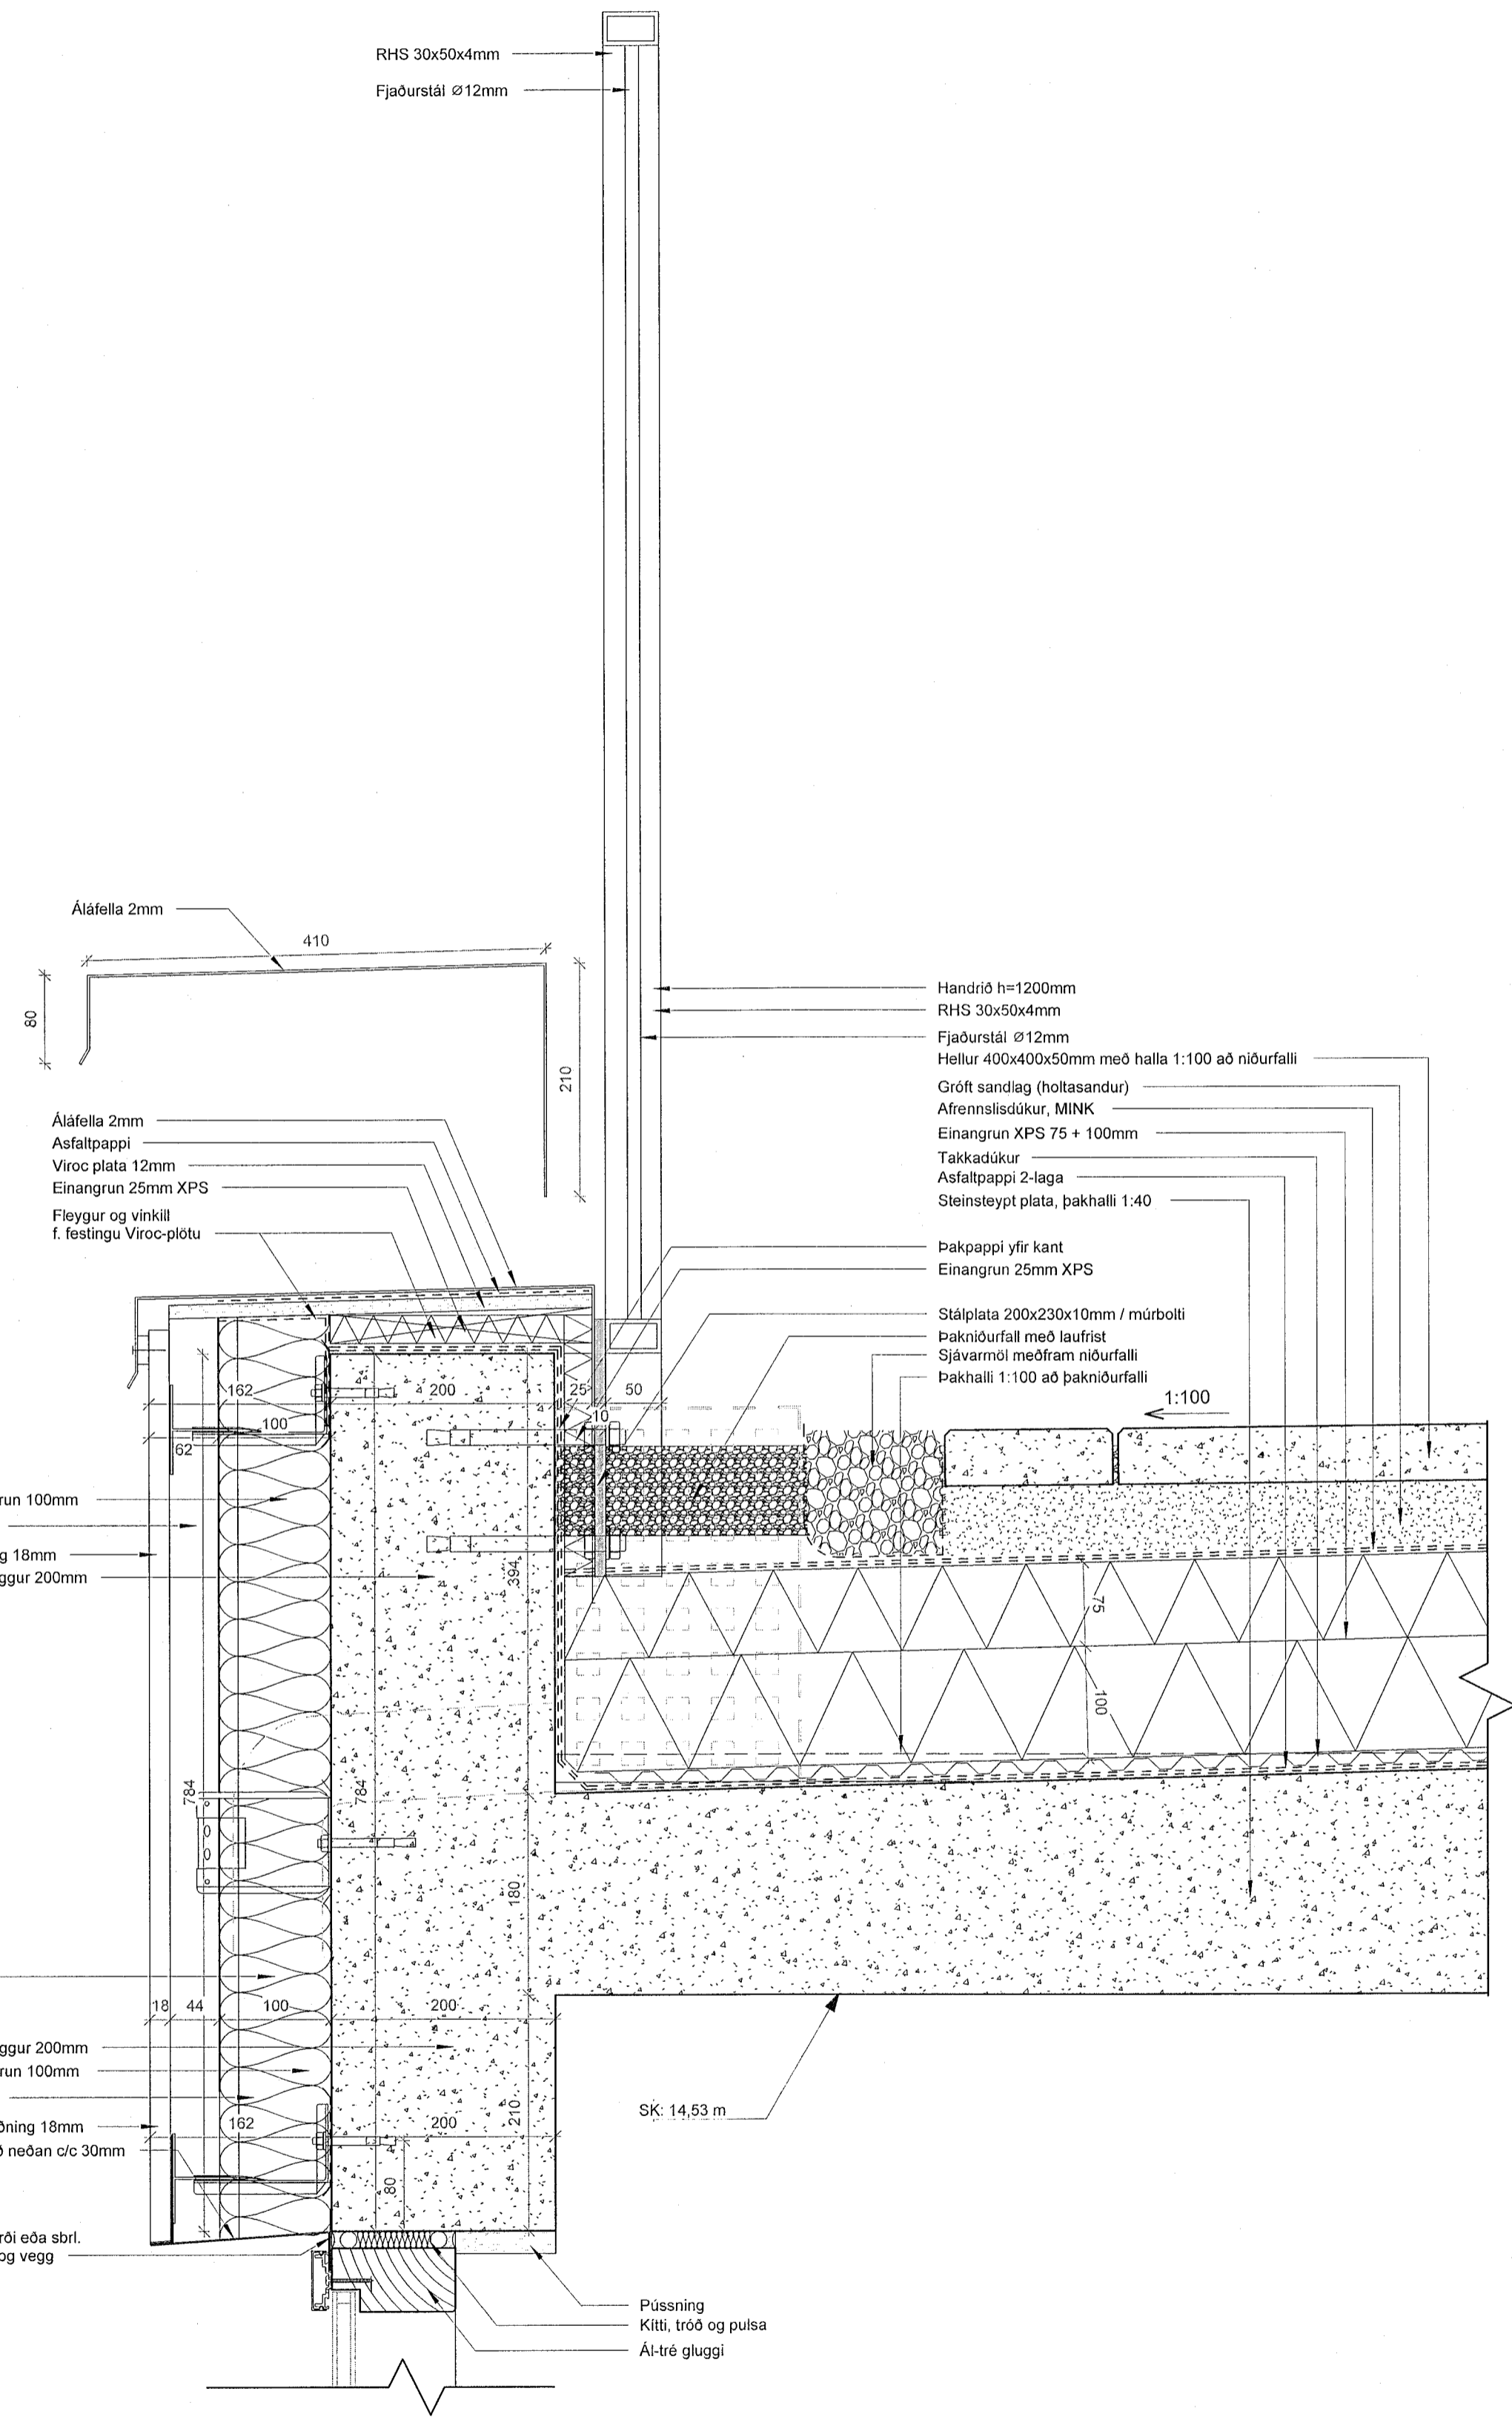 RHS 30x50x4mm
Fjaðurstál Ø12mm
Áláfella 2mm
410
80
210
Handrið h=1200mm
RHS 30x50x4mm
Fjaðurstál Ø12mm
Hellur 400x400x50mm með halla 1:100 að niðurfalli
Gróft sandlag (holtasandur)
Afrennslisdúkur, MINK
Einangrun XPS 75 + 100mm
Takkadúkur
Asfaltpappi 2-laga
Steinsteypt plata, þakhalli 1:40
Áláfella 2mm
Asfaltpappi
Viroc plata 12mm
Einangrun 25mm XPS
Fleygur og vinkill
f. festingu Viroc-plötu
Þakpappi yfir kant
Einangrun 25mm XPS
Stálplata 200x230x10mm / múrbolti
Þakniðurfall með laufrist
Sjávarmöl meðfram niðurfalli
Þakhalli 1:100 að þakniðurfalli
1:100
162
200
25
50
10
100
62
run 100mm
g 18mm
ggur 200mm
394
75
100
784
784
180
18
44
100
200
ggur 200mm
run 100mm
162
200
210
ðning 18mm
ð neðan c/c 30mm
80
SK: 14,53 m
rði eða sbrl.
og vegg
Pússning
Kítti, tróð og pulsa
Ál-tré gluggi